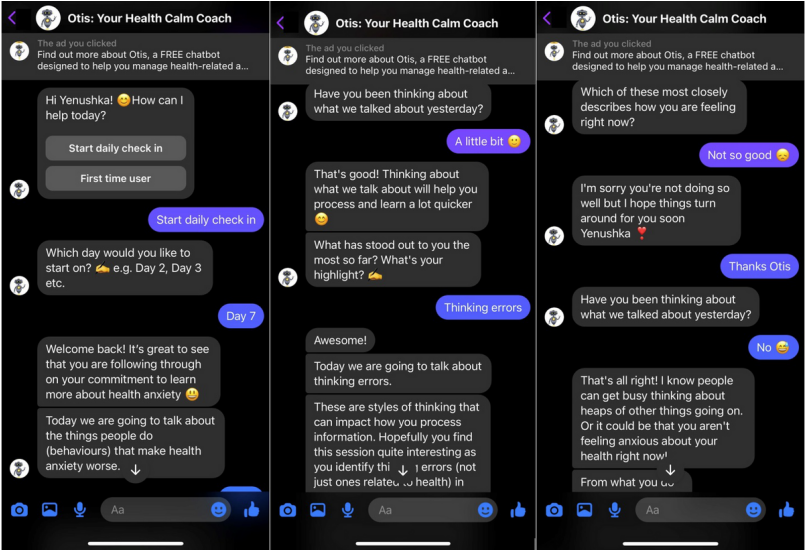 Otis: Your Health Calm Coach
The ad you clicked
Find out more about Otis, a FREE chatbot
designed to help you manage health-related a...
Hi Yenushka! 😊 How can I
help today?
Start daily check in
First time user
Start daily check in
Which day would you like to
start on? ✍️ e.g. Day 2, Day 3
etc.
Day 7
Welcome back! It's great to see
that you are following through
on your commitment to learn
more about health anxiety 😃
Today we are going to talk about
the things people do
(behaviours) that make health
anxiety worse.
Aa
Otis: Your Health Calm Coach
The ad you clicked
Find out more about Otis, a FREE chatbot
designed to help you manage health-related a...
Have you been thinking about
what we talked about yesterday?
A little bit 🙂
That's good! Thinking about
what we talk about will help you
process and learn a lot quicker
😊
What has stood out to you the
most so far? What's your
highlight? ✍️
Thinking errors
Awesome!
Today we are going to talk about
thinking errors.
These are styles of thinking that
can impact how you process
information. Hopefully you find
this session quite interesting as
you identify errors (not
just ones related to health) in
Aa
Otis: Your Health Calm Coach
The ad you clicked
Find out more about Otis, a FREE chatbot
designed to help you manage health-related a...
Which of these most closely
describes how you are feeling
right now?
Not so good 😞
I'm sorry you're not doing so
well but I hope things turn
around for you soon
Yenushka ❣️
Thanks Otis
Have you been thinking about
what we talked about yesterday?
No 😅
That's all right! I know people
can get busy thinking about
heaps of other things going on.
Or it could be that you aren't
feeling anxious about your
health right now!
From what you
Aa